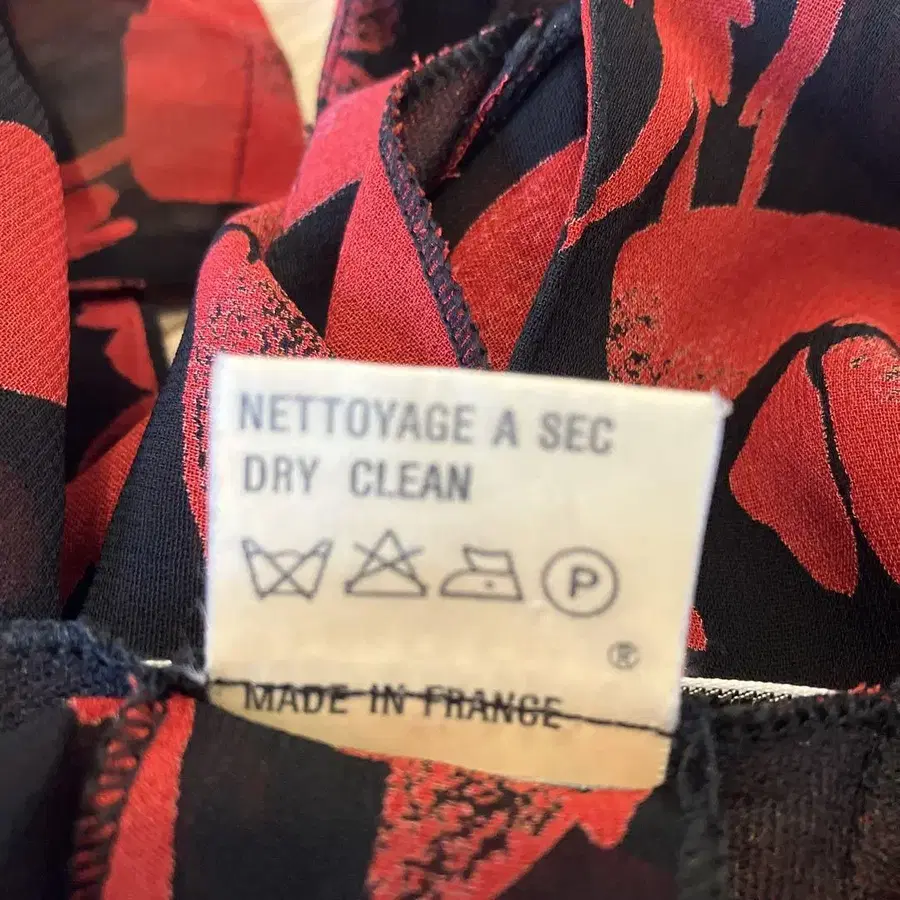 NETTOYAGE A SEC
DRY CLEAN
P
®
MADE IN FRANCE